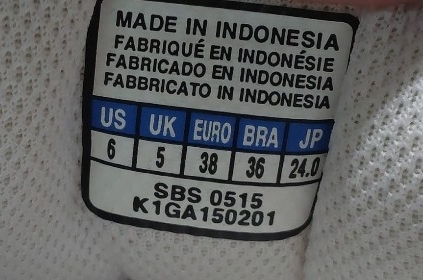 MADE IN INDONESIA
FABRIQUÉ EN INDONÉSIE
FABRICADO EN INDONESIA
FABBRICATO IN INDONESIA
US UK EURO BRA JP
6 5 38 36 24.0
SBS 0515
K1GA150201